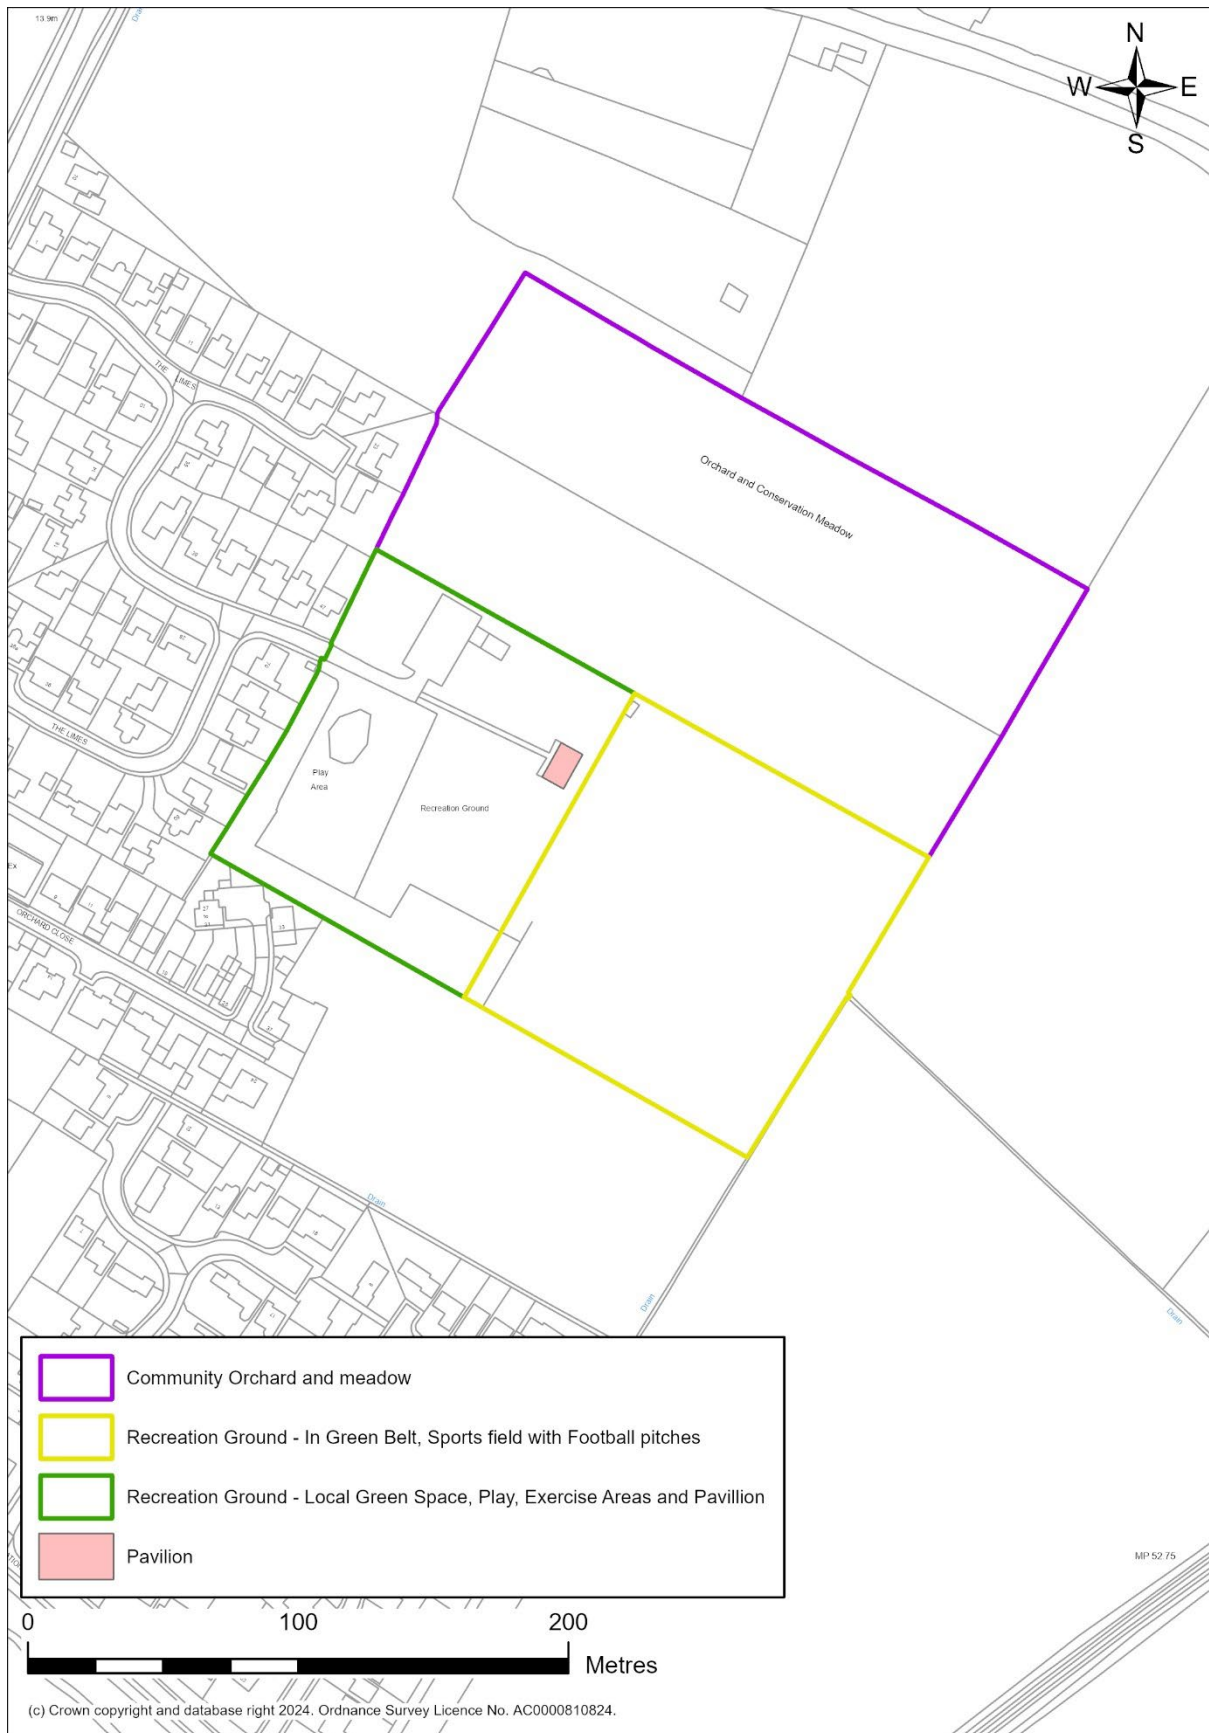 13.9m
Drain
N
W E
S
THE LIMES
Orchard and Conservation Meadow
Play
Area
Recreation Ground
THE LIMES
ORCHARD CLOSE
Drain
Drain
Drain
Community Orchard and meadow
Recreation Ground - In Green Belt, Sports field with Football pitches
Recreation Ground - Local Green Space, Play, Exercise Areas and Pavillion
Pavilion
MP 52.75
0 100 200
Metres
(c) Crown copyright and database right 2024. Ordnance Survey Licence No. AC0000810824.